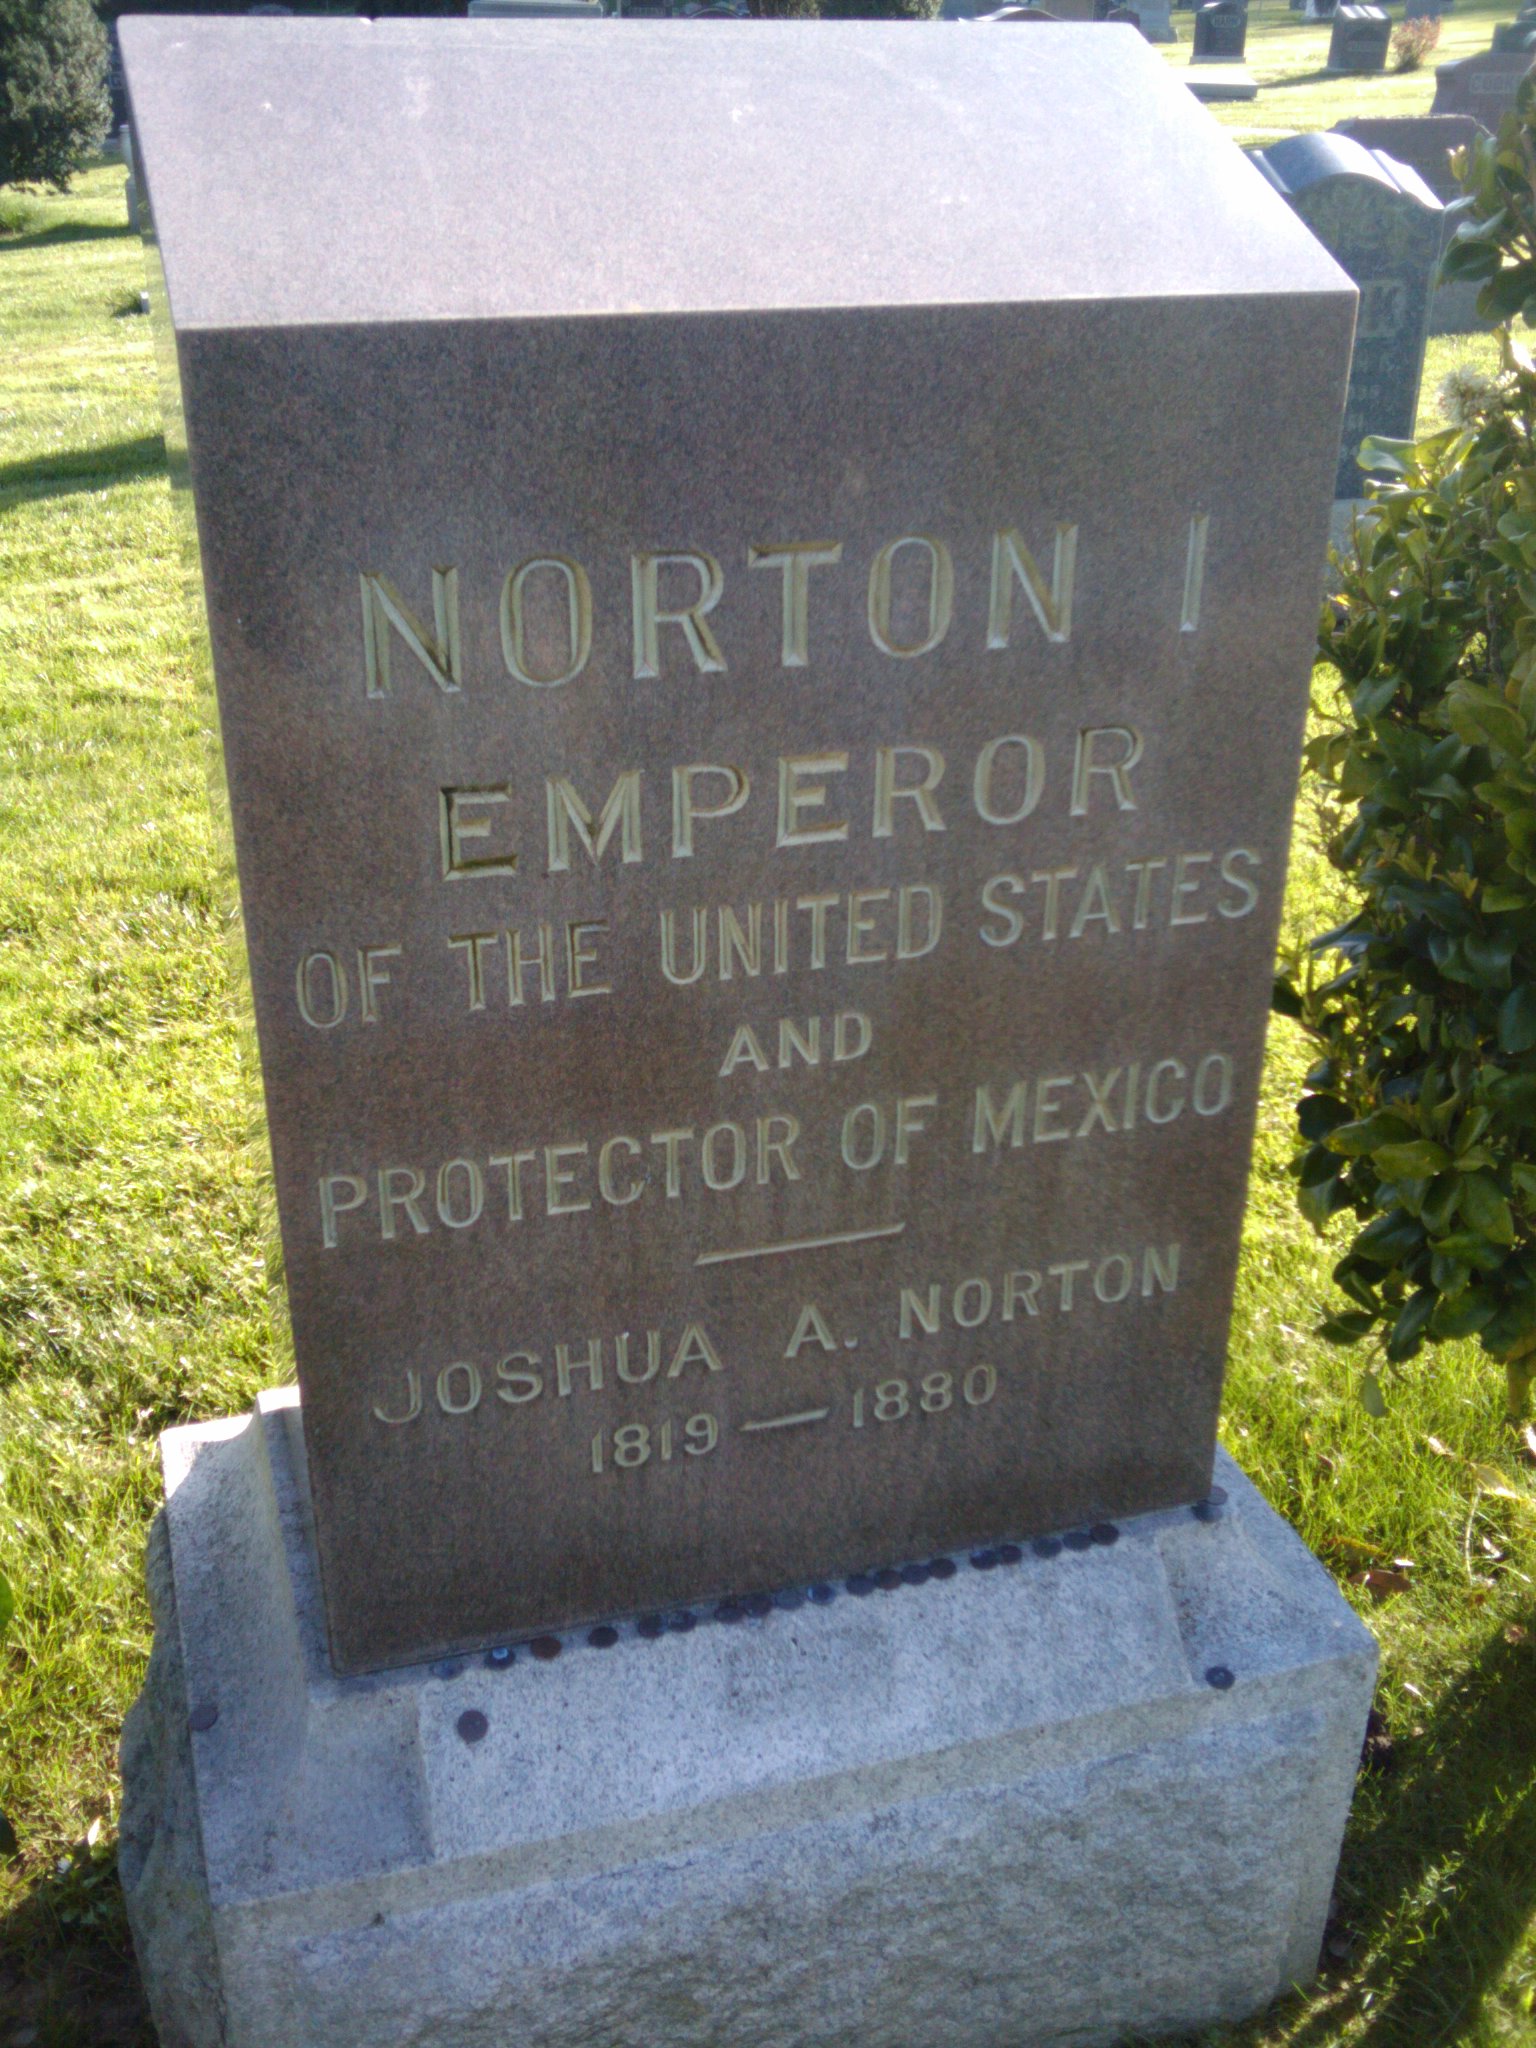 NORTON I
EMPEROR
OF THE UNITED STATES
AND
PROTECTOR OF MEXICO
JOSHUA A. NORTON
1819 — 1880